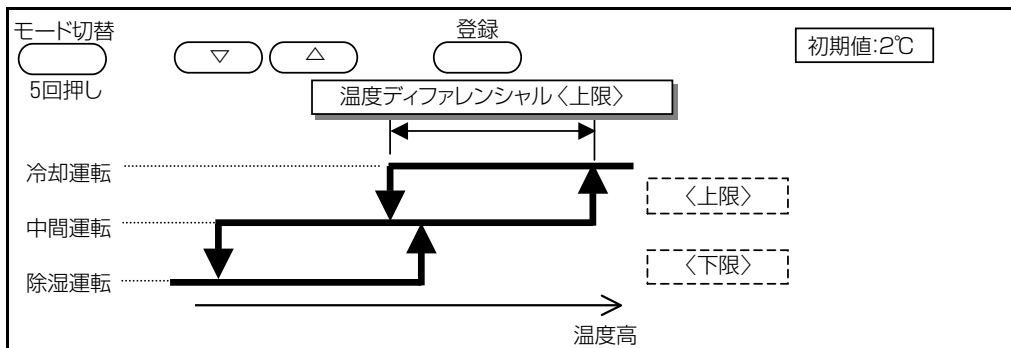 モード切替
登録
初期値:2℃
▽
△
5回押し
温度ディファレンシャル〈上限〉
冷却運転
〈上限〉
中間運転
〈下限〉
除湿運転
温度高